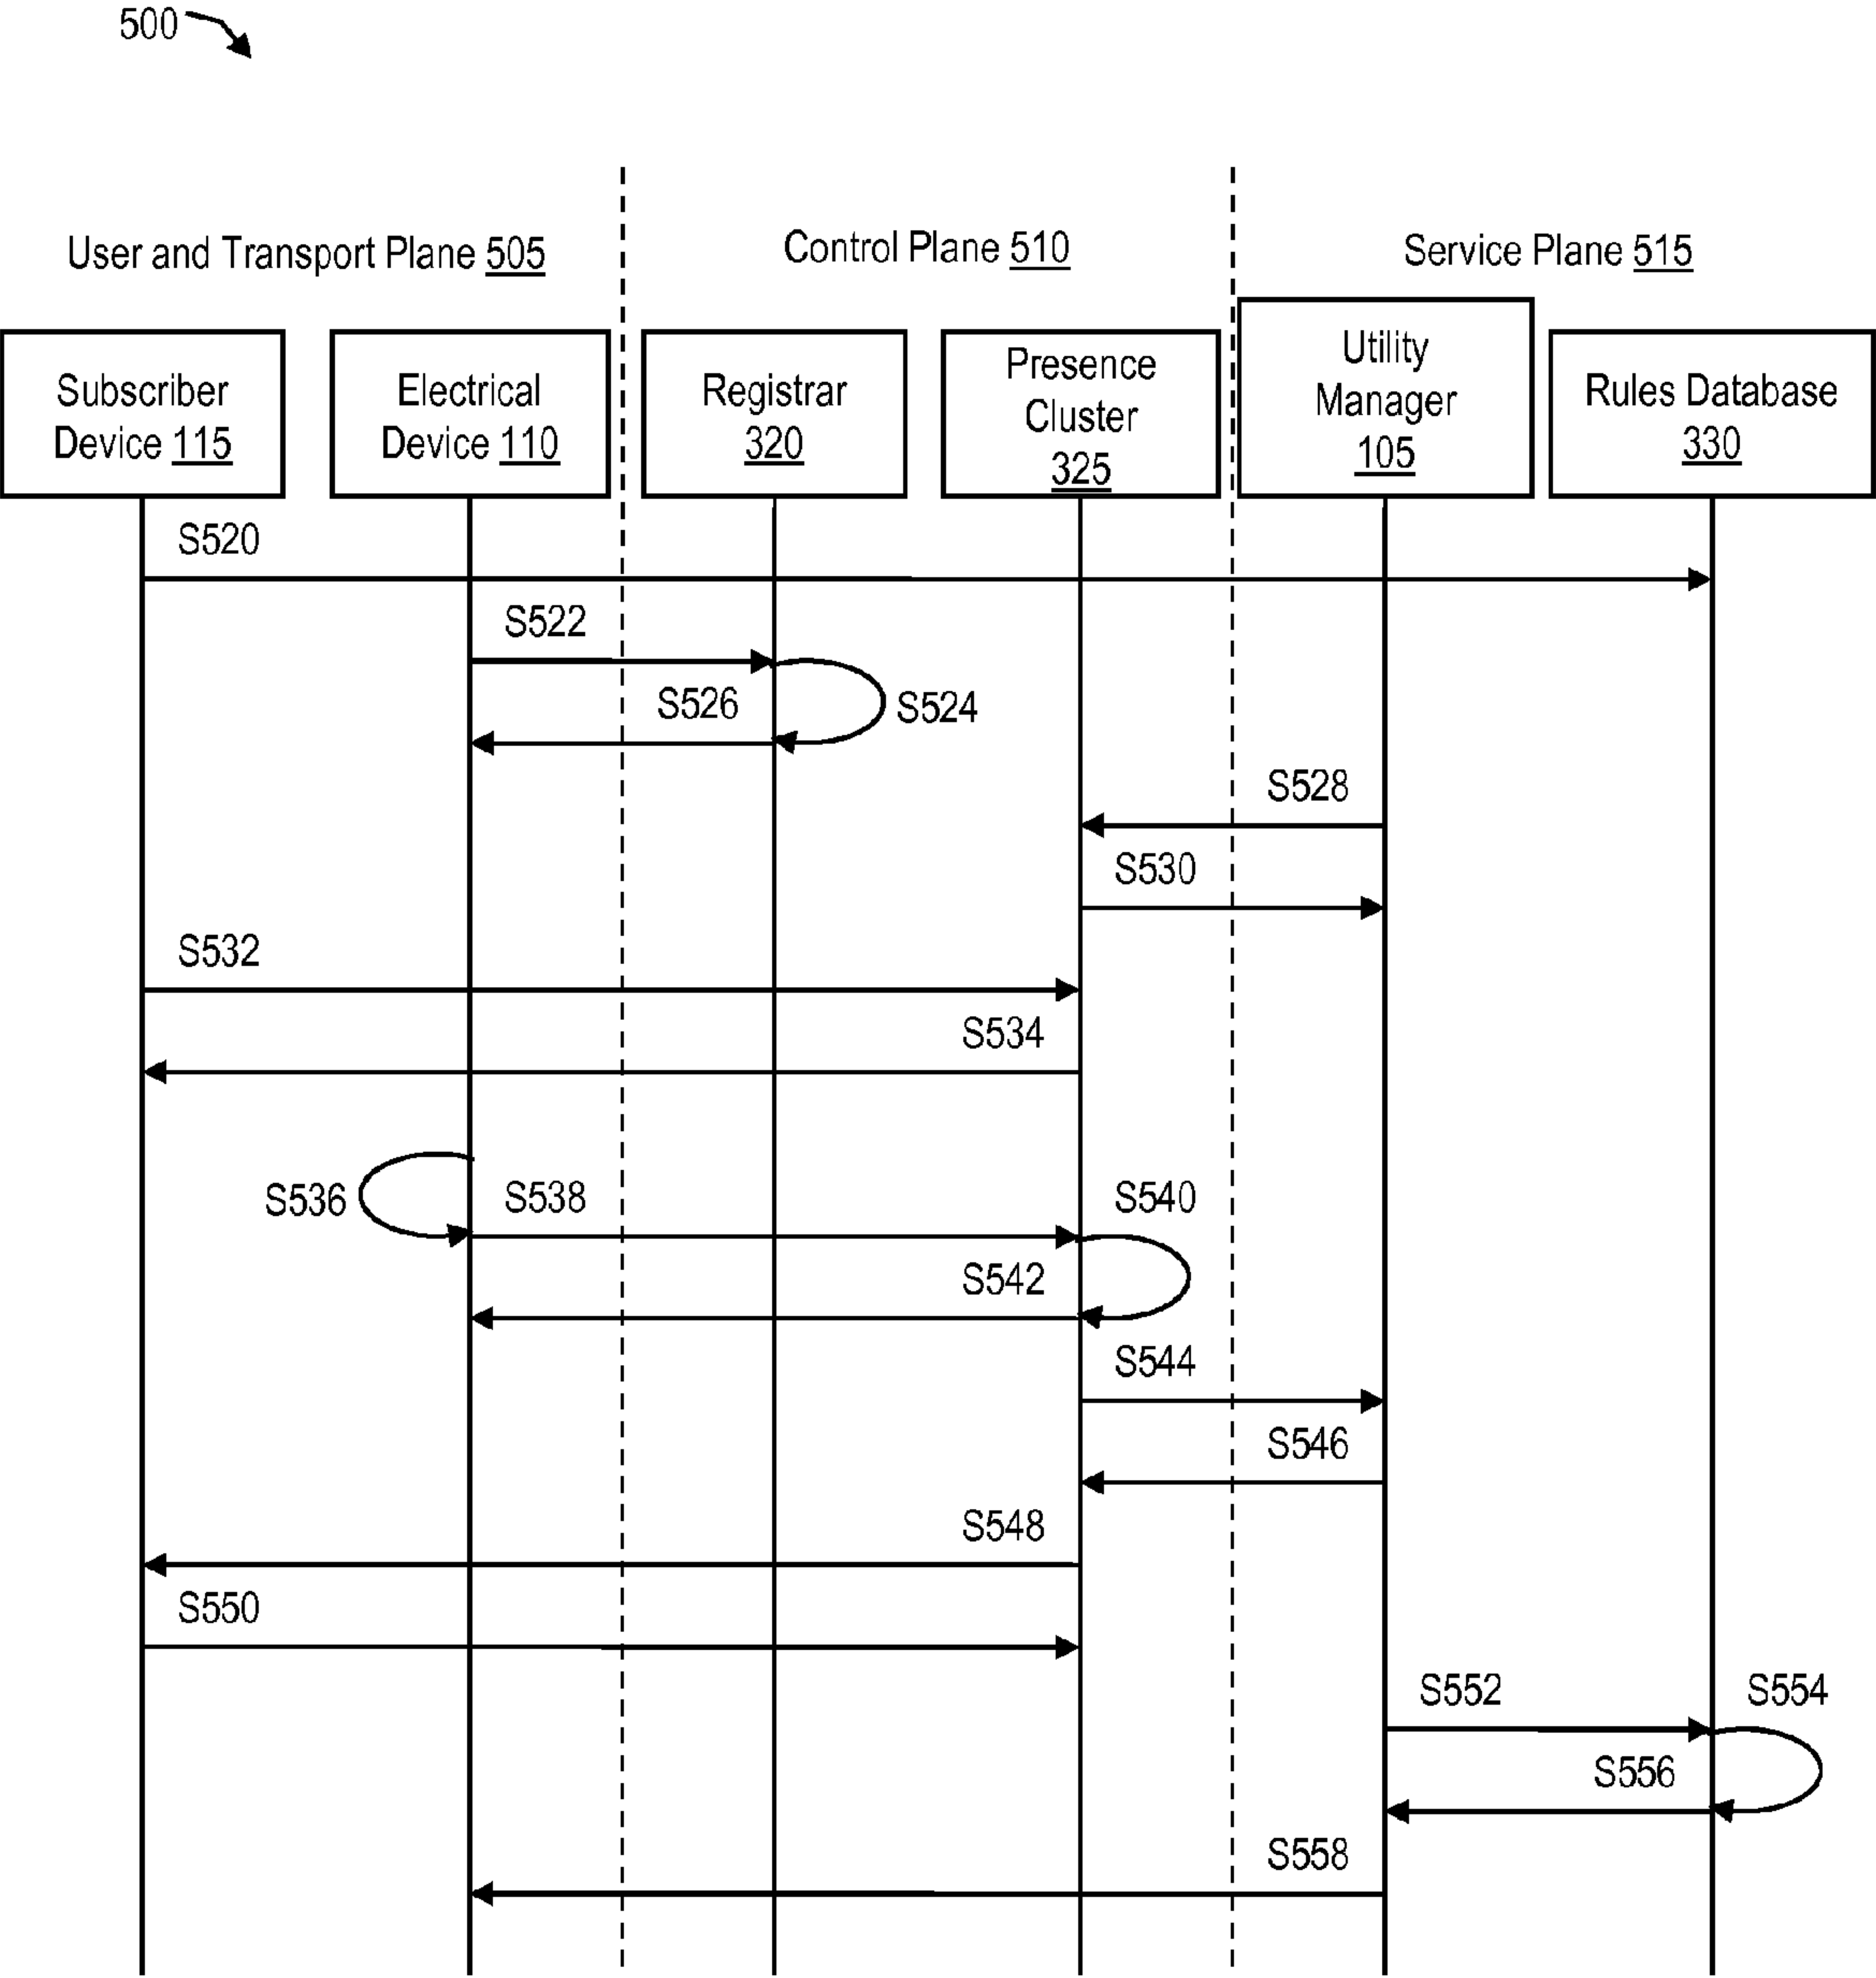 500
User and Transport Plane 505
Control Plane 510
Service Plane 515
Subscriber
Device 115
Electrical
Device 110
Registrar
320
Presence
Cluster
325
Utility
Manager
105
Rules Database
330
S520
S522
S526
S524
S528
S530
S532
S534
S536
S538
S540
S542
S544
S546
S548
S550
S552
S554
S556
S558